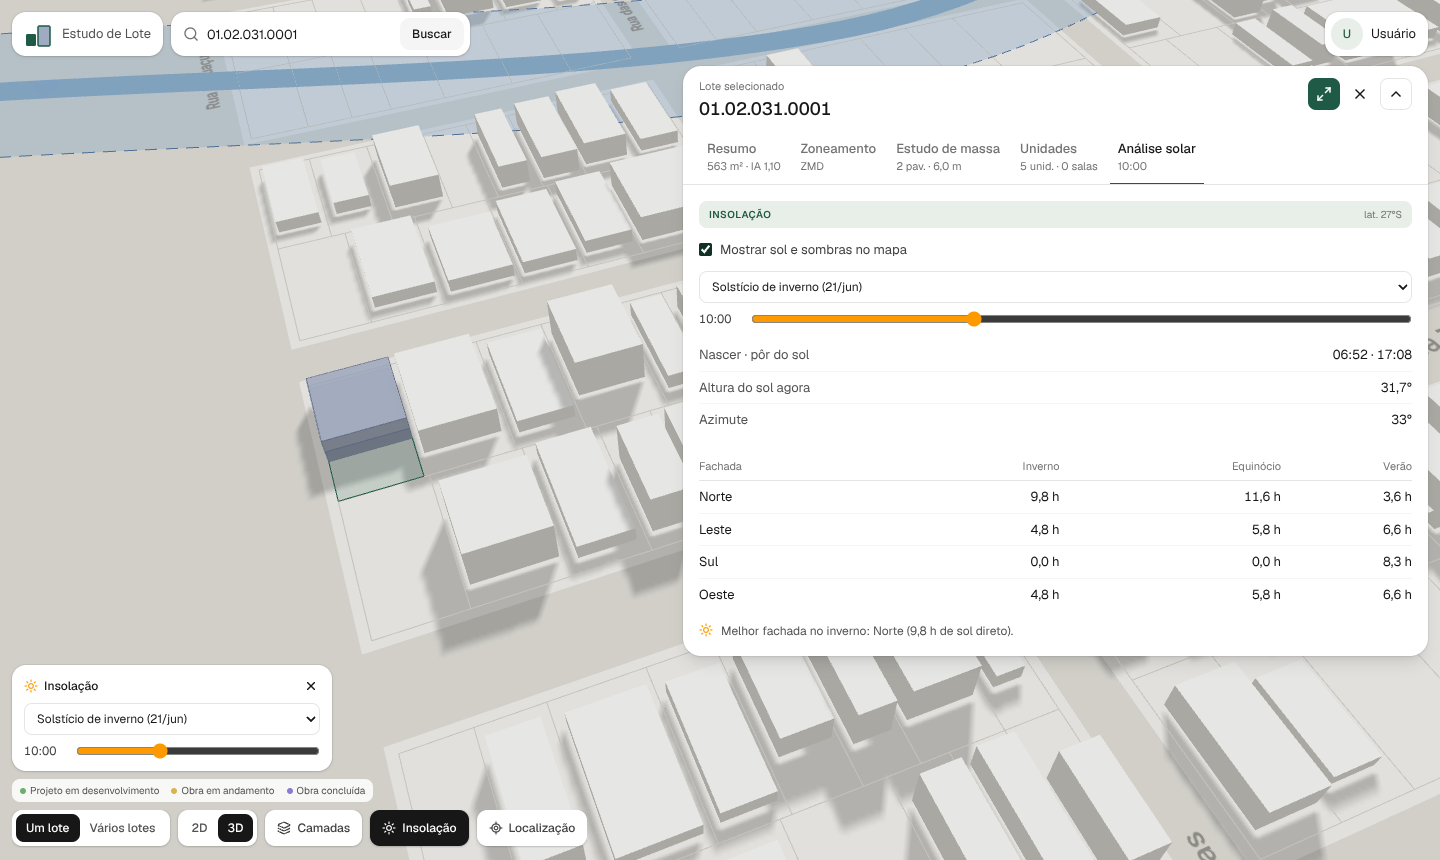 Estudo de Lote
01.02.031.0001
Buscar
U
Usuário
Lote selecionado
01.02.031.0001
Resumo
563 m² · IA 1,10
Zoneamento
ZMD
Estudo de massa
2 pav. · 6,0 m
Unidades
5 unid. · 0 salas
Análise solar
10:00
INSOLAÇÃO
lat. 27°S
Mostrar sol e sombras no mapa
Solstício de inverno (21/jun)
10:00
Nascer · pôr do sol 06:52 · 17:08
Altura do sol agora 31,7°
Azimute 33°
Fachada Inverno Equinócio Verão
Norte 9,8 h 11,6 h 3,6 h
Leste 4,8 h 5,8 h 6,6 h
Sul 0,0 h 0,0 h 8,3 h
Oeste 4,8 h 5,8 h 6,6 h
Melhor fachada no inverno: Norte (9,8 h de sol direto).
Insolação
Solstício de inverno (21/jun)
10:00
Projeto em desenvolvimento
Obra em andamento
Obra concluída
Um lote
Vários lotes
2D
3D
Camadas
Insolação
Localização
Rua
Rua